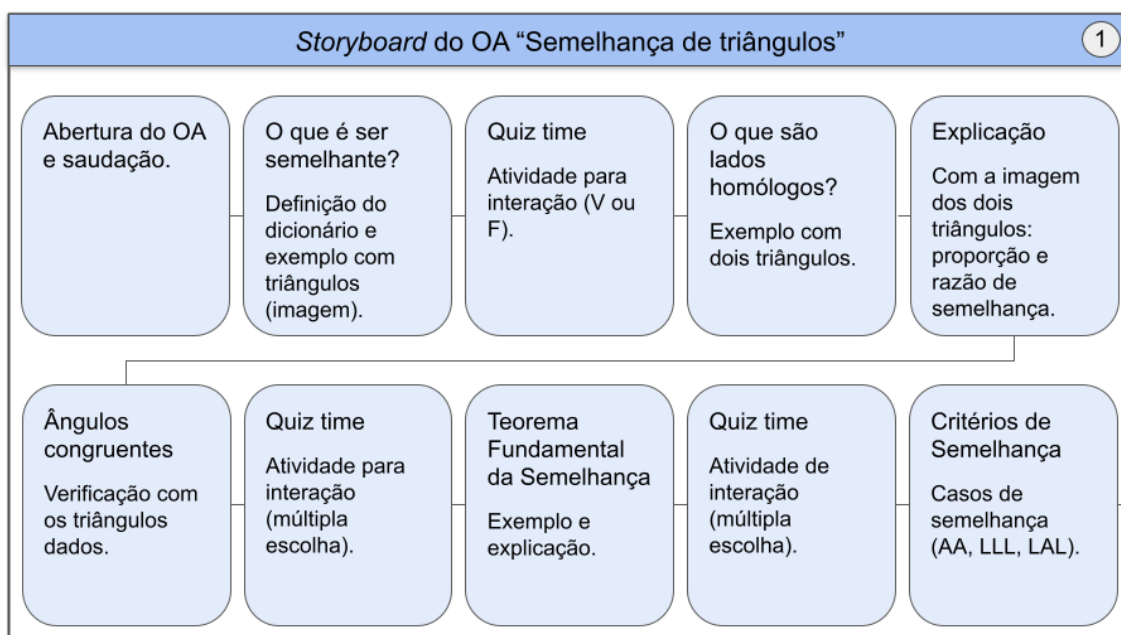 Storyboard do OA “Semelhança de triângulos”
1
Abertura do OA
e saudação.
O que é ser
semelhante?
Definição do
dicionário e
exemplo com
triângulos
(imagem).
Quiz time
Atividade para
interação (V ou
F).
O que são
lados
homólogos?
Exemplo com
dois triângulos.
Explicação
Com a imagem
dos dois
triângulos:
proporção e
razão de
semelhança.
Ângulos
congruentes
Verificação com
os triângulos
dados.
Quiz time
Atividade para
interação
(múltipla
escolha).
Teorema
Fundamental
da Semelhança
Exemplo e
explicação.
Quiz time
Atividade de
interação
(múltipla
escolha).
Critérios de
Semelhança
Casos de
semelhança
(AA, LLL, LAL).